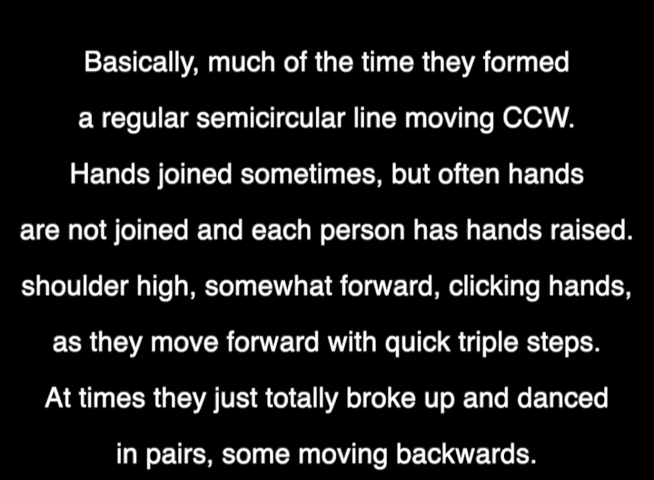 Basically, much of the time they formed
a regular semicircular line moving CCW.
Hands joined sometimes, but often hands
are not joined and each person has hands raised.
shoulder high, somewhat forward, clicking hands,
as they move forward with quick triple steps.
At times they just totally broke up and danced
in pairs, some moving backwards.